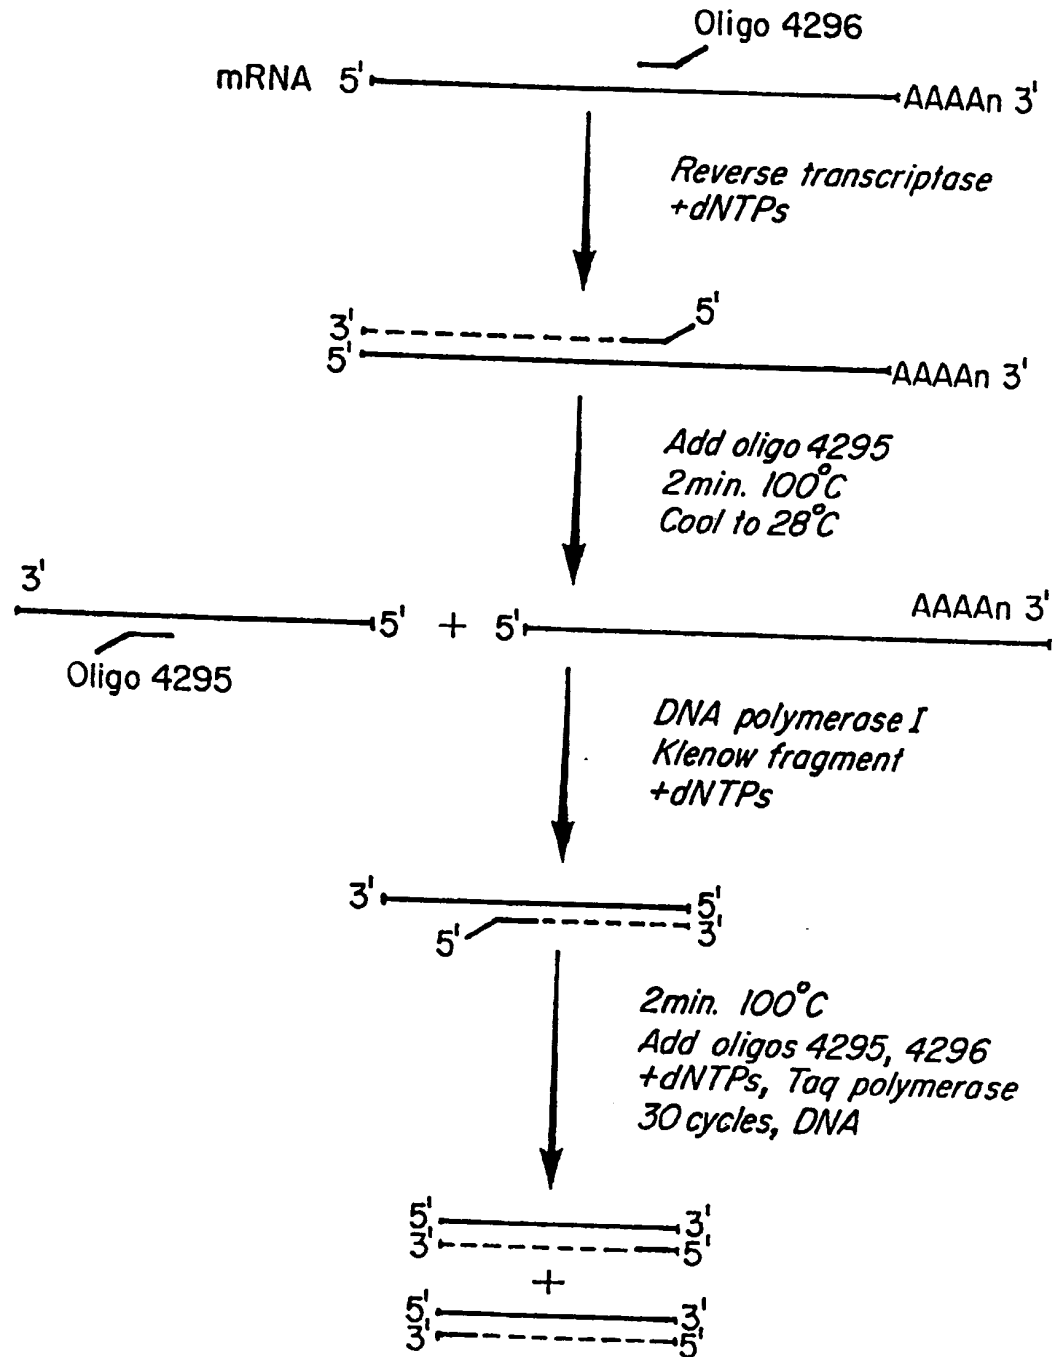 Oligo 4296
mRNA 5' AAAAn 3'
Reverse transcriptase
+dNTPs
5'
3'
5' AAAAn 3'
Add oligo 4295
2min. 100°C
Cool to 28°C
3' AAAAn 3'
5' + 5'
Oligo 4295
DNA polymerase I
Klenow fragment
+dNTPs
3' 5'
5' 3'
2min. 100°C
Add oligos 4295, 4296
+dNTPs, Taq polymerase
30 cycles, DNA
5' 3'
3' 5'
+
5' 3'
3' 5'